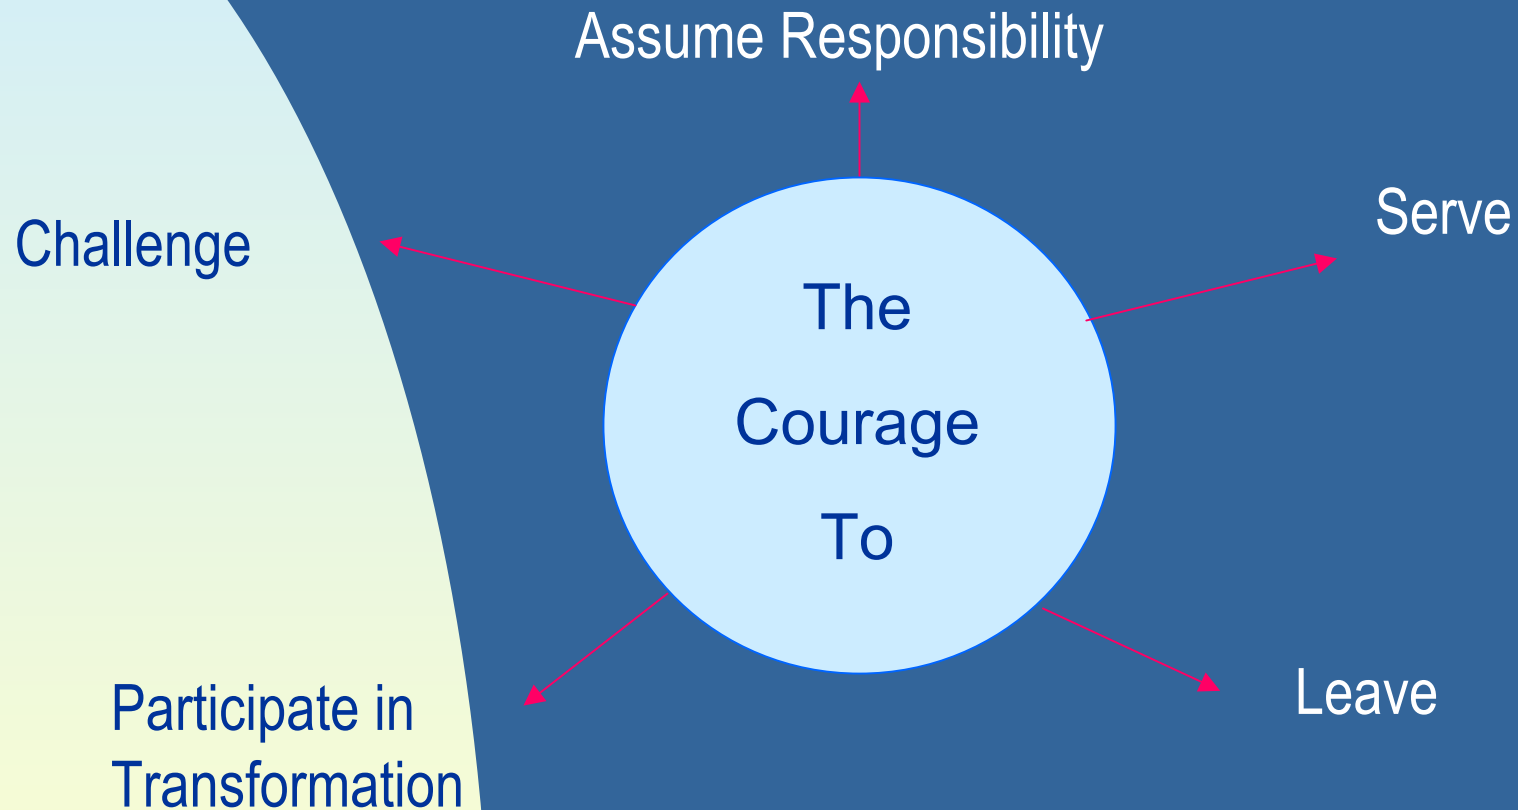 Assume Responsibility
Serve
Challenge
The
Courage
To
Leave
Participate in
Transformation